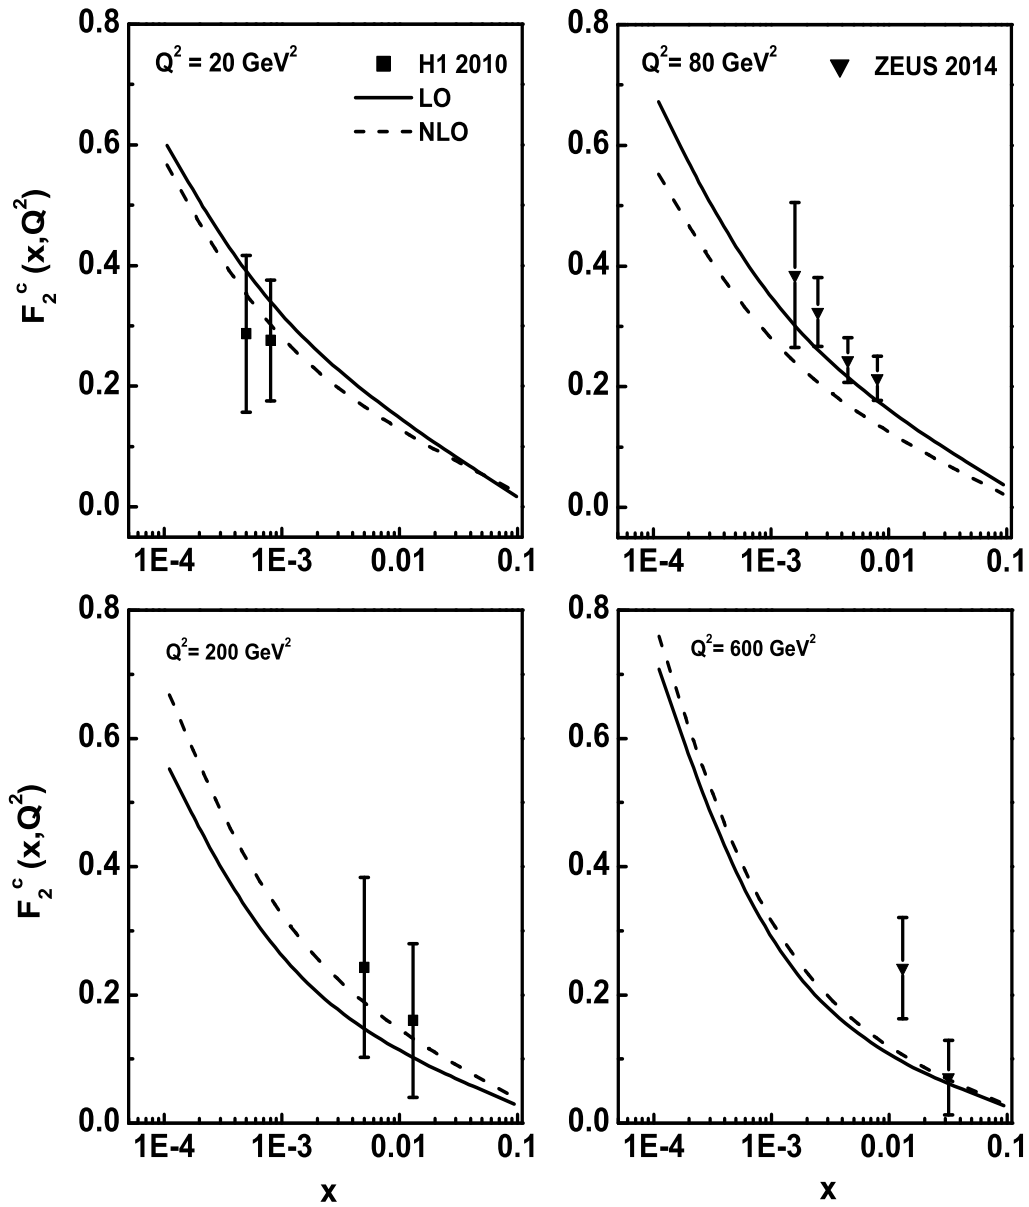 0.8
Q² = 20 GeV²
H1 2010
LO
NLO
0.6
0.4
0.2
0.0
F₂ᶜ (x,Q²)
1E-4 1E-3 0.01 0.1
0.8
Q²= 80 GeV²
ZEUS 2014
0.6
0.4
0.2
0.0
1E-4 1E-3 0.01 0.1
0.8
Q²= 200 GeV²
0.6
0.4
0.2
0.0
F₂ᶜ (x,Q²)
1E-4 1E-3 0.01 0.1
x
0.8
Q²= 600 GeV²
0.6
0.4
0.2
0.0
1E-4 1E-3 0.01 0.1
x